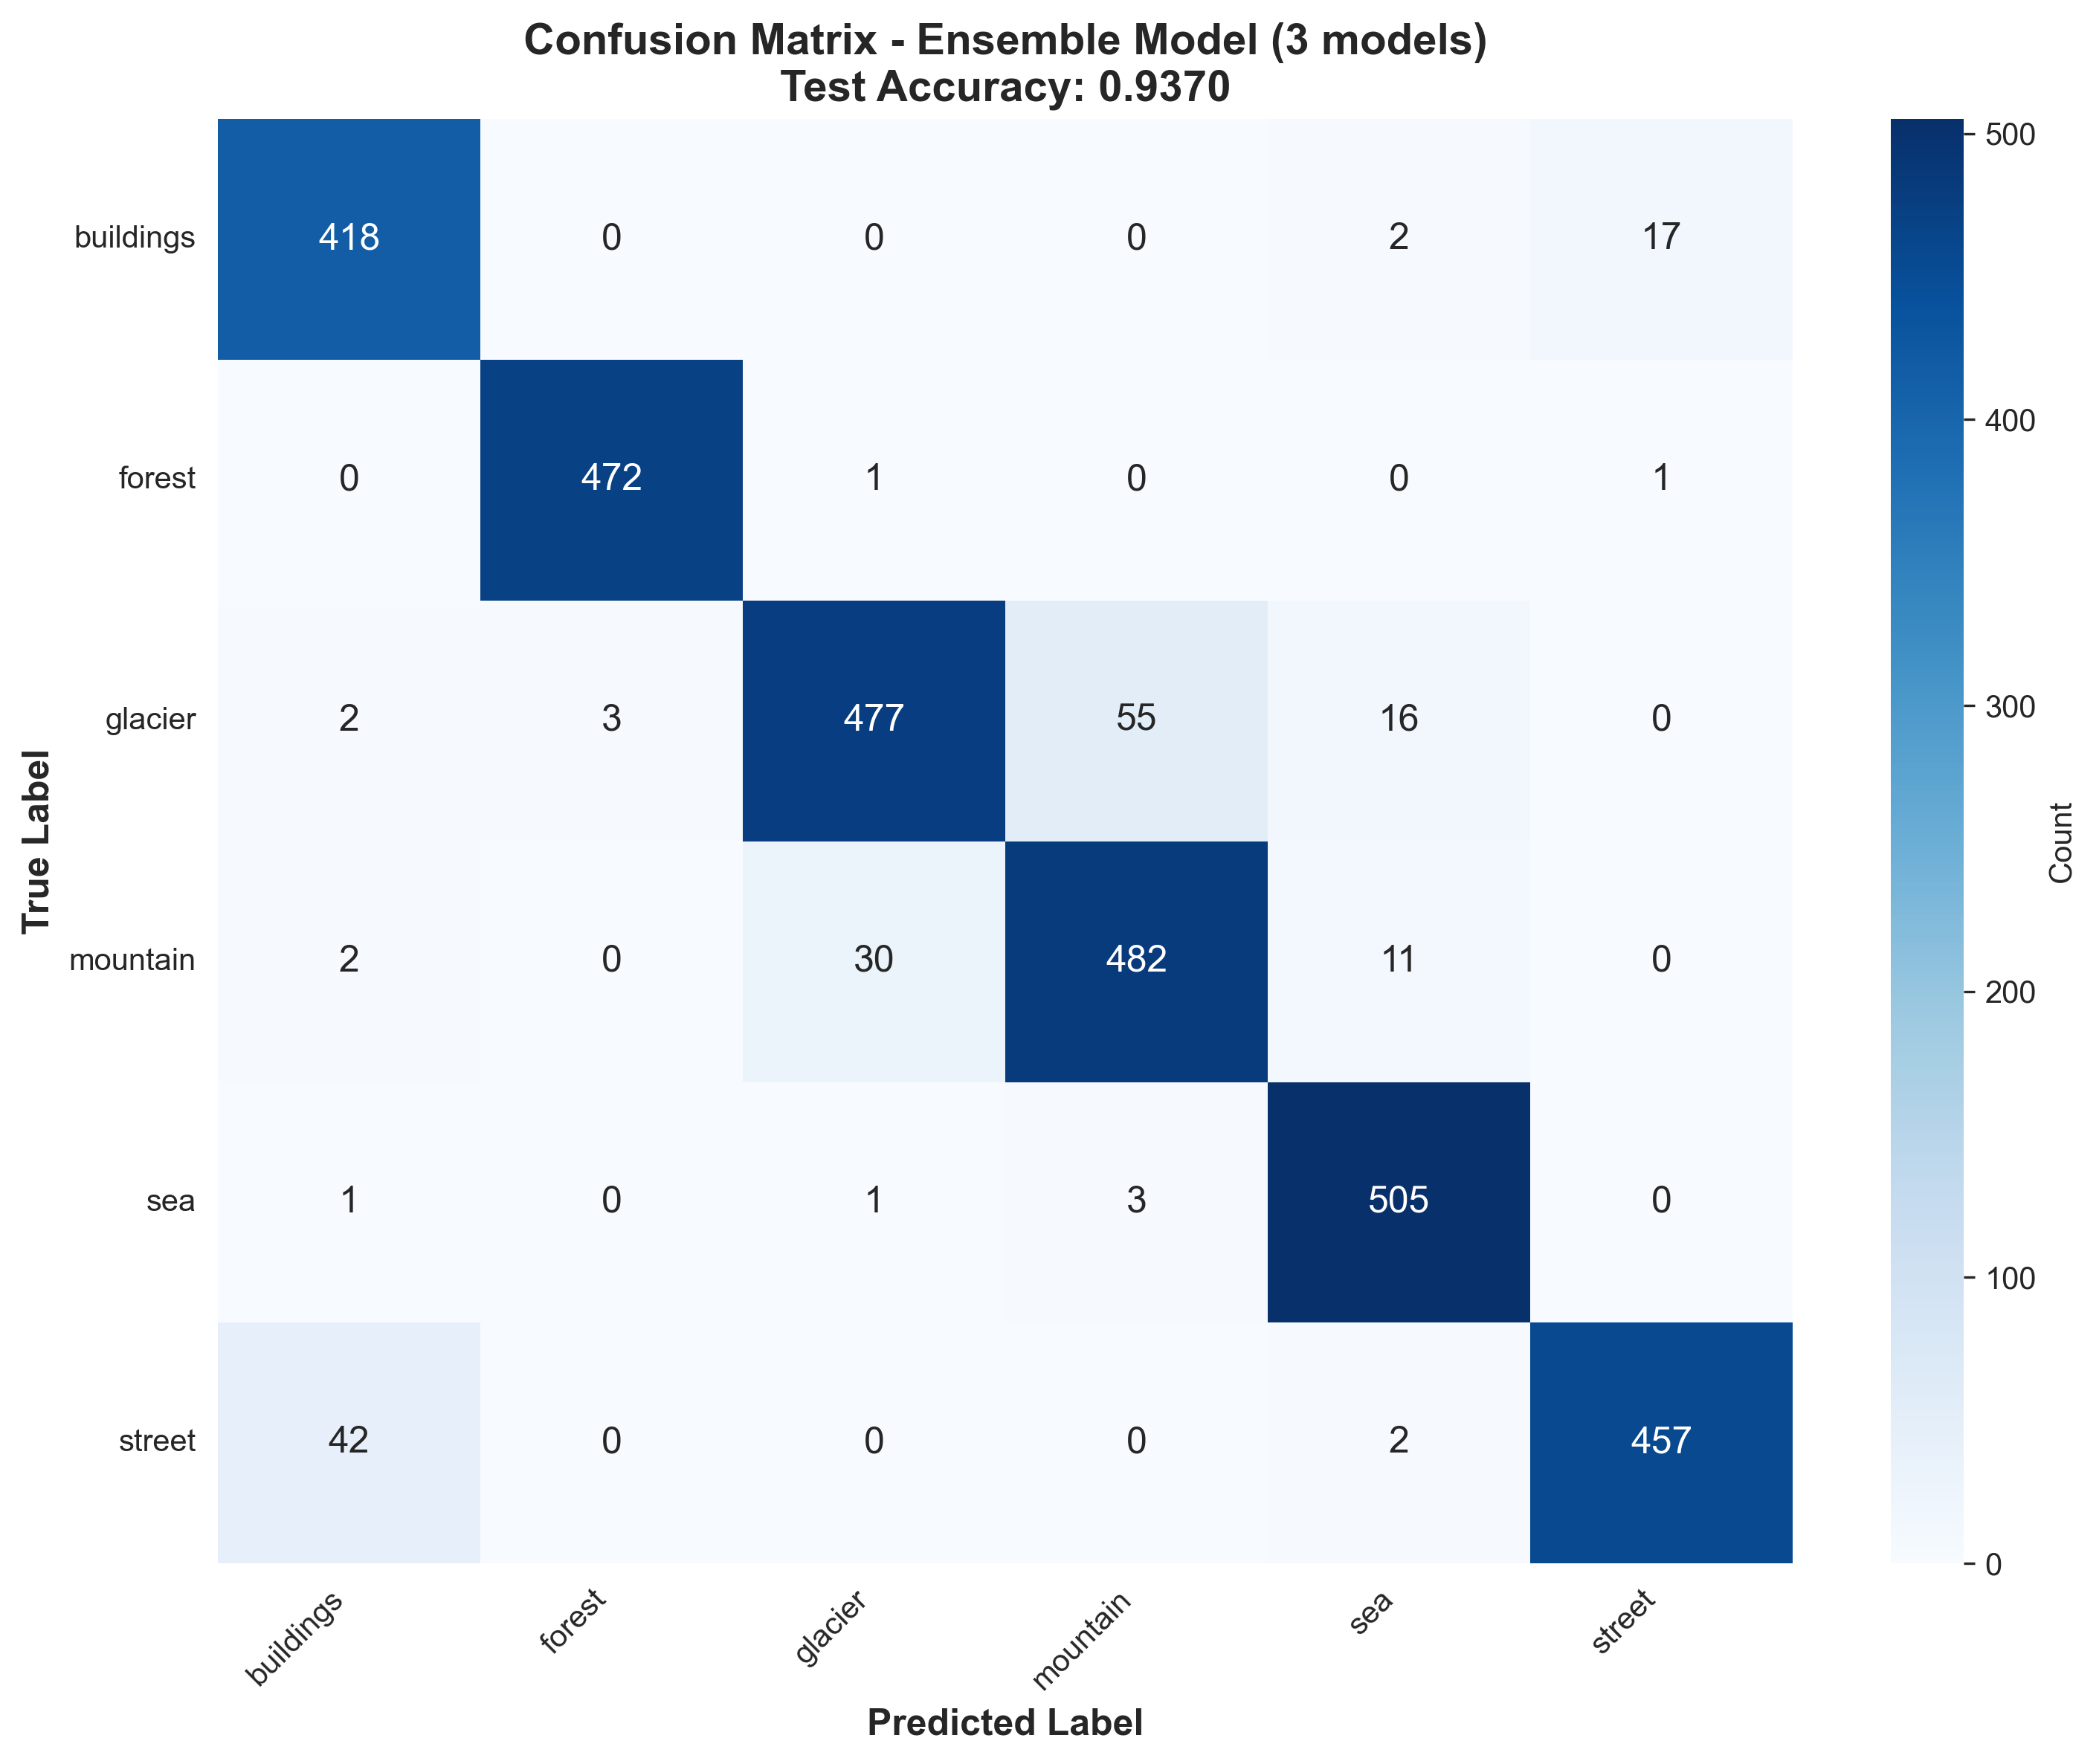 Confusion Matrix - Ensemble Model (3 models)
Test Accuracy: 0.9370
True Label
buildings 418 0 0 0 2 17
forest 0 472 1 0 0 1
glacier 2 3 477 55 16 0
mountain 2 0 30 482 11 0
sea 1 0 1 3 505 0
street 42 0 0 0 2 457
buildings forest glacier mountain sea street
Predicted Label
500
400
300
200
100
0
Count